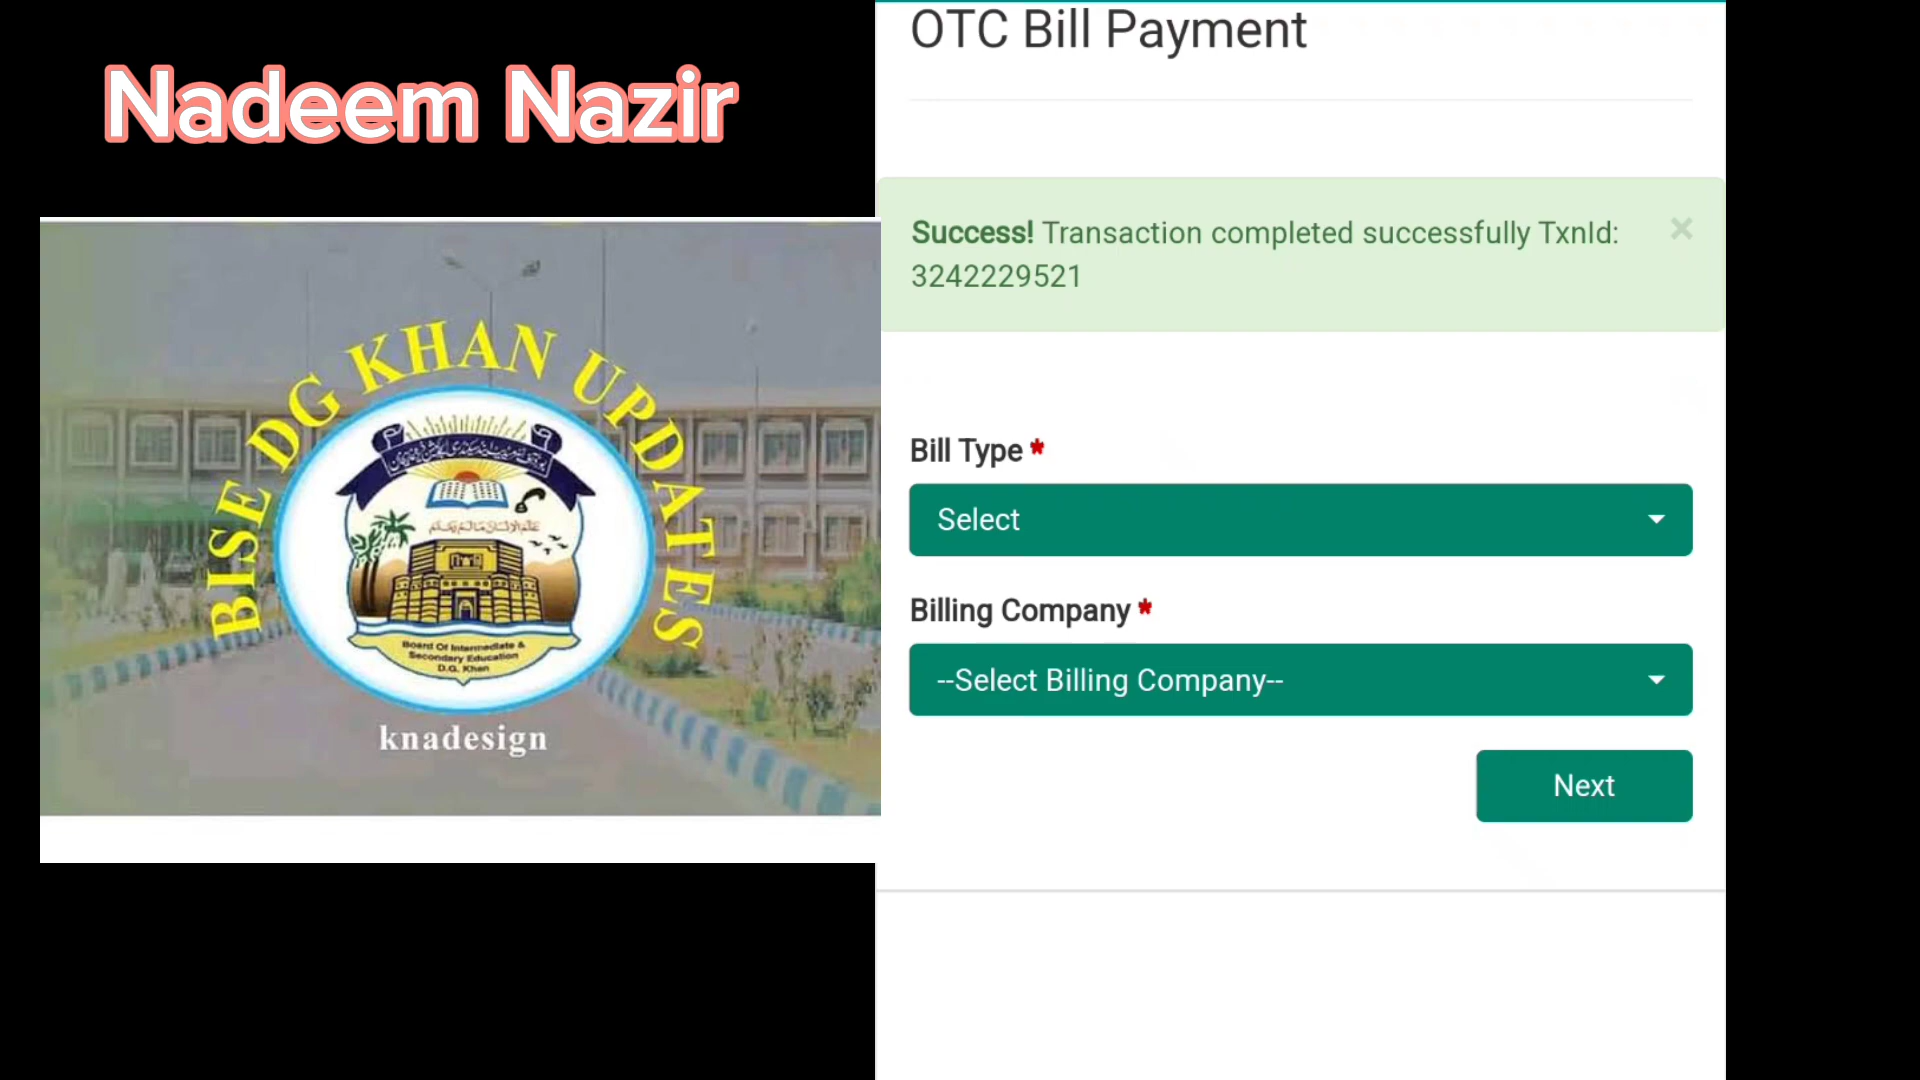 Nadeem Nazir
BISE DG KHAN UPDATES
Board Of Intermediate &
Secondary Education
D.G. Khan
knadesign
OTC Bill Payment
Success! Transaction completed successfully TxnId:
3242229521
×
Bill Type *
Select
Billing Company *
--Select Billing Company--
Next